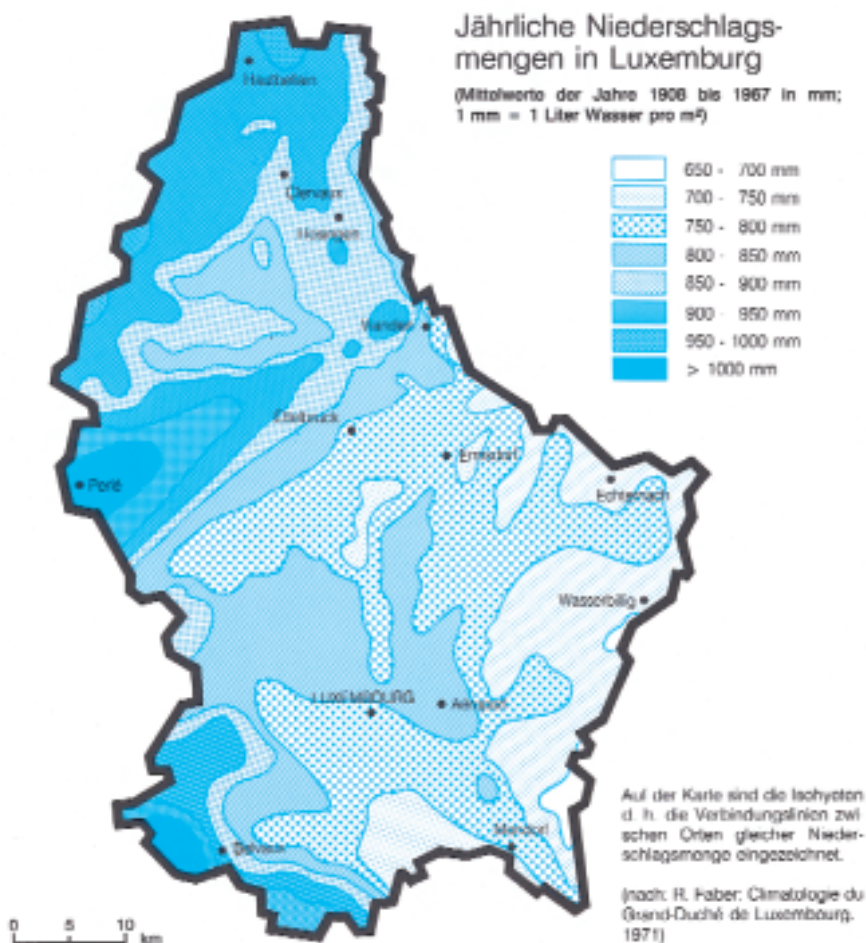 Jährliche Niederschlags-
mengen in Luxemburg
(Mittelwerte der Jahre 1908 bis 1967 in mm;
1 mm = 1 Liter Wasser pro m²)
650 - 700 mm
700 - 750 mm
750 - 800 mm
800 - 850 mm
850 - 900 mm
900 - 950 mm
950 - 1000 mm
> 1000 mm
Clervaux
Hosingen
Vianden
Ettelbruck
Perlé
Echternach
Wasserbillig
LUXEMBOURG
Mondorf
Auf der Karte sind die Isohyeten
d. h. die Verbindungslinien zwi
schen Orten gleicher Nieder-
schlagsmenge eingezeichnet.
(nach: R. Faber: Climatologie du
Grand-Duché de Luxembourg.
1971)
0 5 10
km